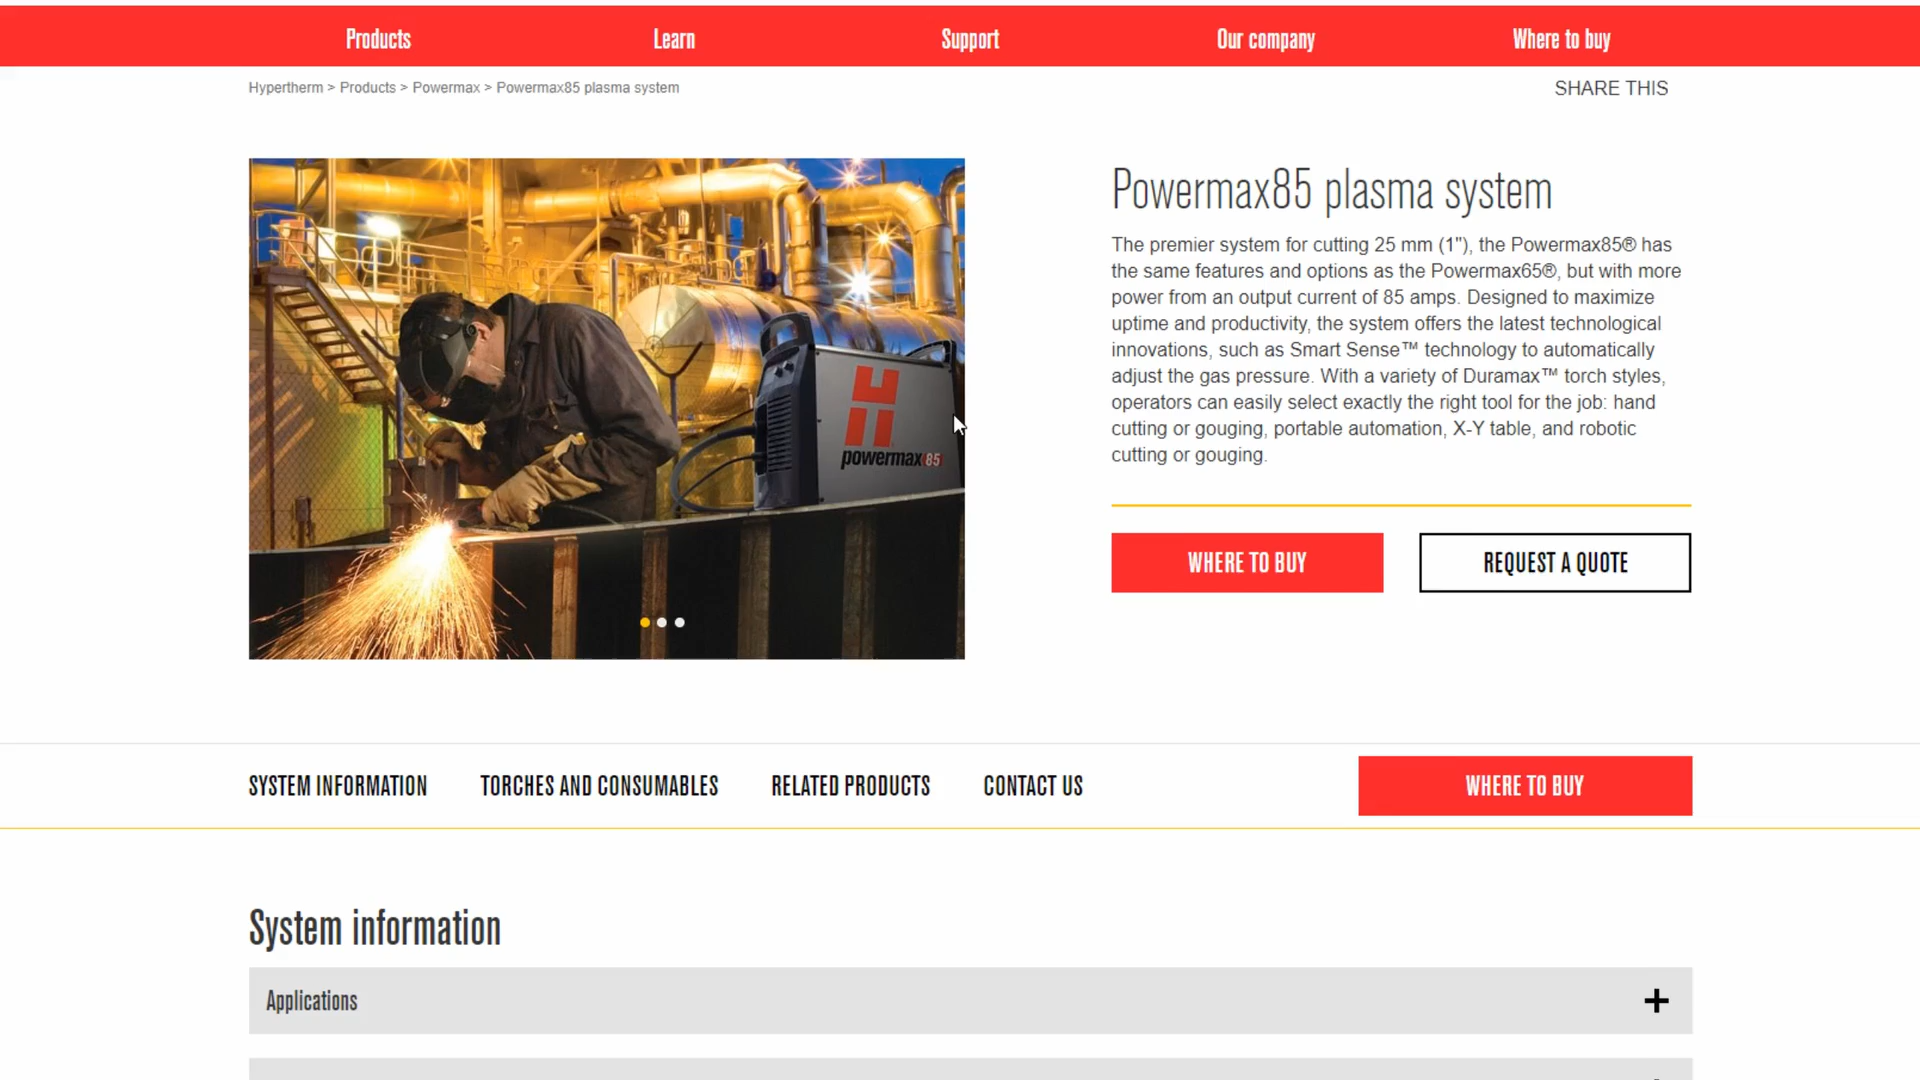 Products Learn Support Our company Where to buy
Hypertherm > Products > Powermax > Powermax85 plasma system
SHARE THIS
powermax 85
Powermax85 plasma system
The premier system for cutting 25 mm (1"), the Powermax85® has
the same features and options as the Powermax65®, but with more
power from an output current of 85 amps. Designed to maximize
uptime and productivity, the system offers the latest technological
innovations, such as Smart Sense™ technology to automatically
adjust the gas pressure. With a variety of Duramax™ torch styles,
operators can easily select exactly the right tool for the job: hand
cutting or gouging, portable automation, X-Y table, and robotic
cutting or gouging.
WHERE TO BUY REQUEST A QUOTE
SYSTEM INFORMATION TORCHES AND CONSUMABLES RELATED PRODUCTS CONTACT US WHERE TO BUY
System information
Applications